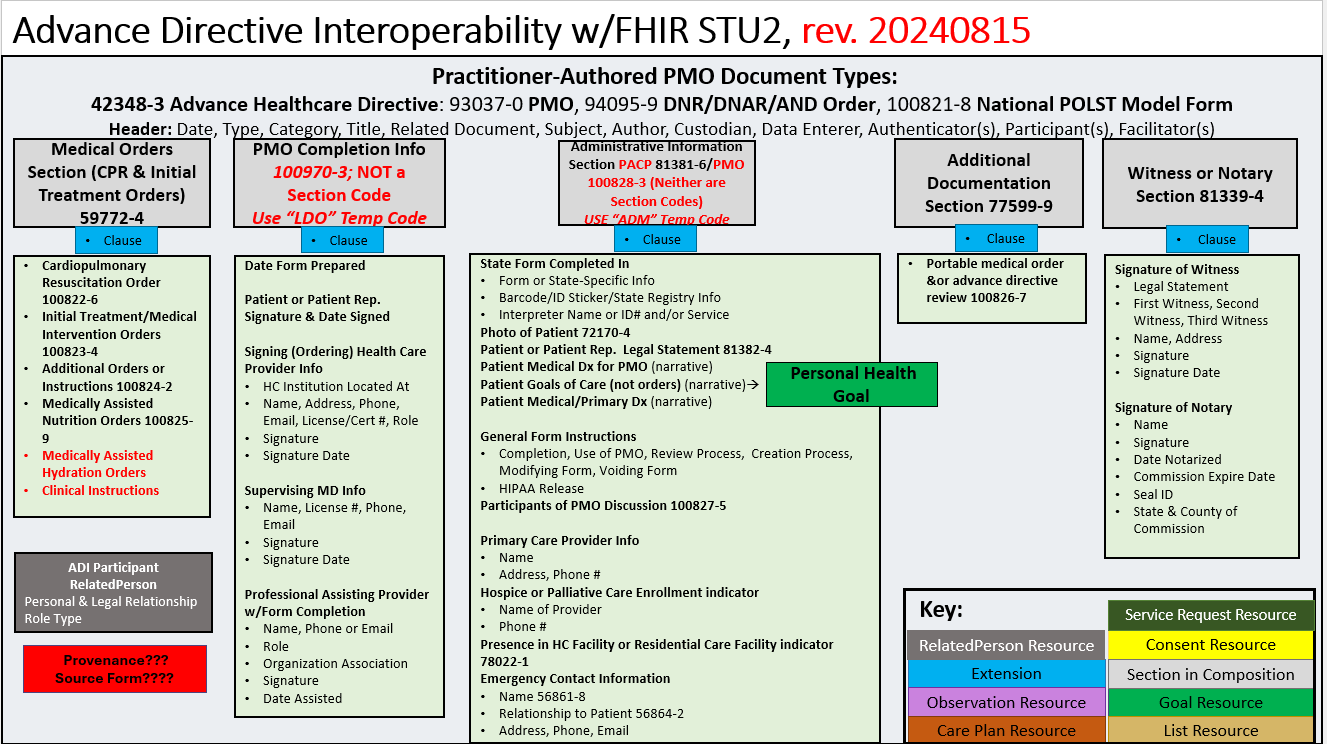 Advance Directive Interoperability w/FHIR STU2, rev. 20240815
Practitioner-Authored PMO Document Types:
42348-3 Advance Healthcare Directive: 93037-0 PMO, 94095-9 DNR/DNAR/AND Order, 100821-8 National POLST Model Form
Header: Date, Type, Category, Title, Related Document, Subject, Author, Custodian, Data Enterer, Authenticator(s), Participant(s), Facilitator(s)
Medical Orders
Section (CPR & Initial
Treatment Orders)
59772-4
• Clause
• Cardiopulmonary
Resuscitation Order
100822-6
• Initial Treatment/Medical
Intervention Orders
100823-4
• Additional Orders or
Instructions 100824-2
• Medically Assisted
Nutrition Orders 100825-
9
• Medically Assisted
Hydration Orders
• Clinical Instructions
ADI Participant
RelatedPerson
Personal & Legal Relationship
Role Type
Provenance???
Source Form????
PMO Completion Info
100970-3; NOT a
Section Code
Use “LDO” Temp Code
• Clause
Date Form Prepared
Patient or Patient Rep.
Signature & Date Signed
Signing (Ordering) Health Care
Provider Info
• HC Institution Located At
• Name, Address, Phone,
Email, License/Cert #, Role
• Signature
• Signature Date
Supervising MD Info
• Name, License #, Phone,
Email
• Signature
• Signature Date
Professional Assisting Provider
w/Form Completion
• Name, Phone or Email
• Role
• Organization Association
• Signature
• Date Assisted
Administrative Information
Section PACP 81381-6/PMO
100828-3 (Neither are
Section Codes)
USE “ADM” Temp Code
• Clause
State Form Completed In
• Form or State-Specific Info
• Barcode/ID Sticker/State Registry Info
• Interpreter Name or ID# and/or Service
Photo of Patient 72170-4
Patient or Patient Rep. Legal Statement 81382-4
Patient Medical Dx for PMO (narrative)
Patient Goals of Care (not orders) (narrative)→
Patient Medical/Primary Dx (narrative)
Personal Health
Goal
General Form Instructions
• Completion, Use of PMO, Review Process, Creation Process,
Modifying Form, Voiding Form
• HIPAA Release
Participants of PMO Discussion 100827-5
Primary Care Provider Info
• Name
• Address, Phone #
Hospice or Palliative Care Enrollment indicator
• Name of Provider
• Phone #
Presence in HC Facility or Residential Care Facility indicator
78022-1
Emergency Contact Information
• Name 56861-8
• Relationship to Patient 56864-2
• Address, Phone, Email
Additional
Documentation
Section 77599-9
• Clause
• Portable medical order
&or advance directive
review 100826-7
Witness or Notary
Section 81339-4
• Clause
Signature of Witness
• Legal Statement
• First Witness, Second
Witness, Third Witness
• Name, Address
• Signature
• Signature Date
Signature of Notary
• Name
• Signature
• Date Notarized
• Commission Expire Date
• Seal ID
• State & County of
Commission
Key:
Service Request Resource
RelatedPerson Resource
Consent Resource
Extension
Section in Composition
Observation Resource
Goal Resource
Care Plan Resource
List Resource